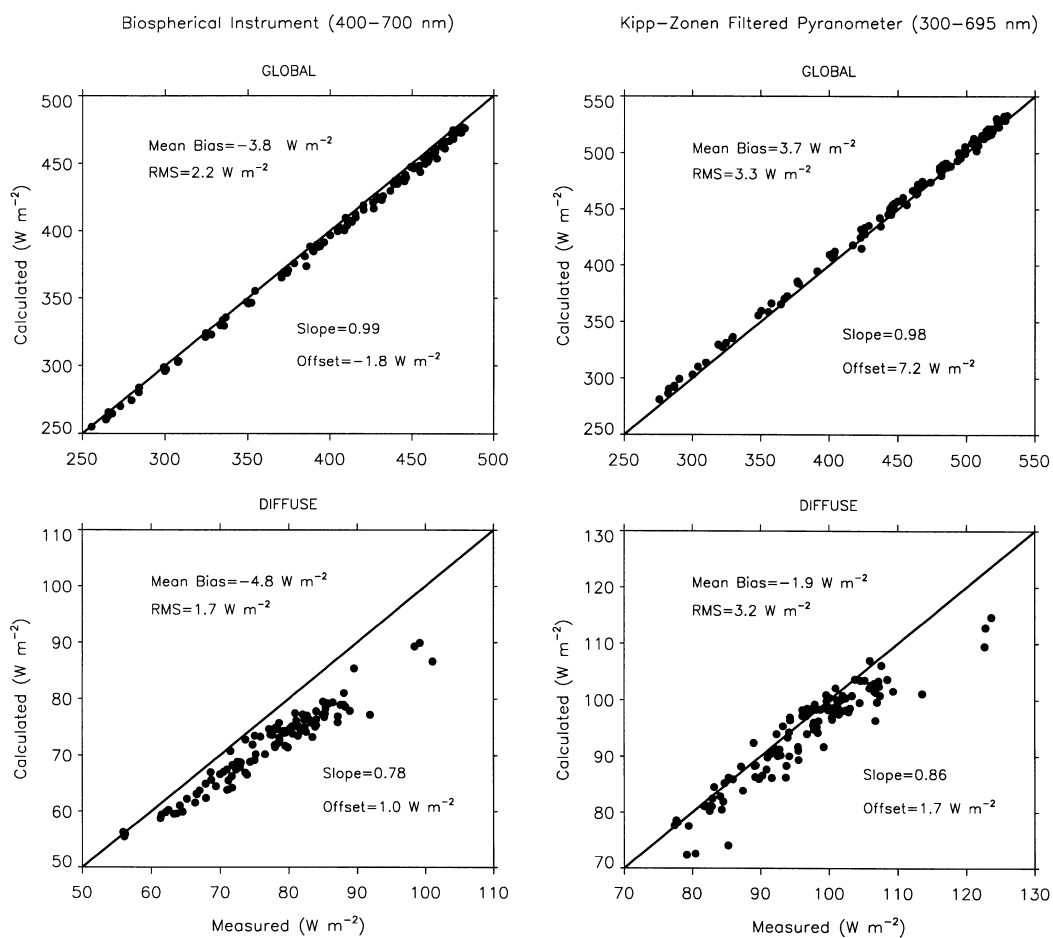 Biospherical Instrument (400−700 nm)
Kipp−Zonen Filtered Pyranometer (300−695 nm)
GLOBAL
500
450
400
350
300
250
Calculated (W m⁻²)
Mean Bias=−3.8 W m⁻²
RMS=2.2 W m⁻²
Slope=0.99
Offset=−1.8 W m⁻²
250 300 350 400 450 500
GLOBAL
550
500
450
400
350
300
250
Calculated (W m⁻²)
Mean Bias=3.7 W m⁻²
RMS=3.3 W m⁻²
Slope=0.98
Offset=7.2 W m⁻²
250 300 350 400 450 500 550
DIFFUSE
110
100
90
80
70
60
50
Calculated (W m⁻²)
Mean Bias=−4.8 W m⁻²
RMS=1.7 W m⁻²
Slope=0.78
Offset=1.0 W m⁻²
50 60 70 80 90 100 110
Measured (W m⁻²)
DIFFUSE
130
120
110
100
90
80
70
Calculated (W m⁻²)
Mean Bias=−1.9 W m⁻²
RMS=3.2 W m⁻²
Slope=0.86
Offset=1.7 W m⁻²
70 80 90 100 110 120 130
Measured (W m⁻²)